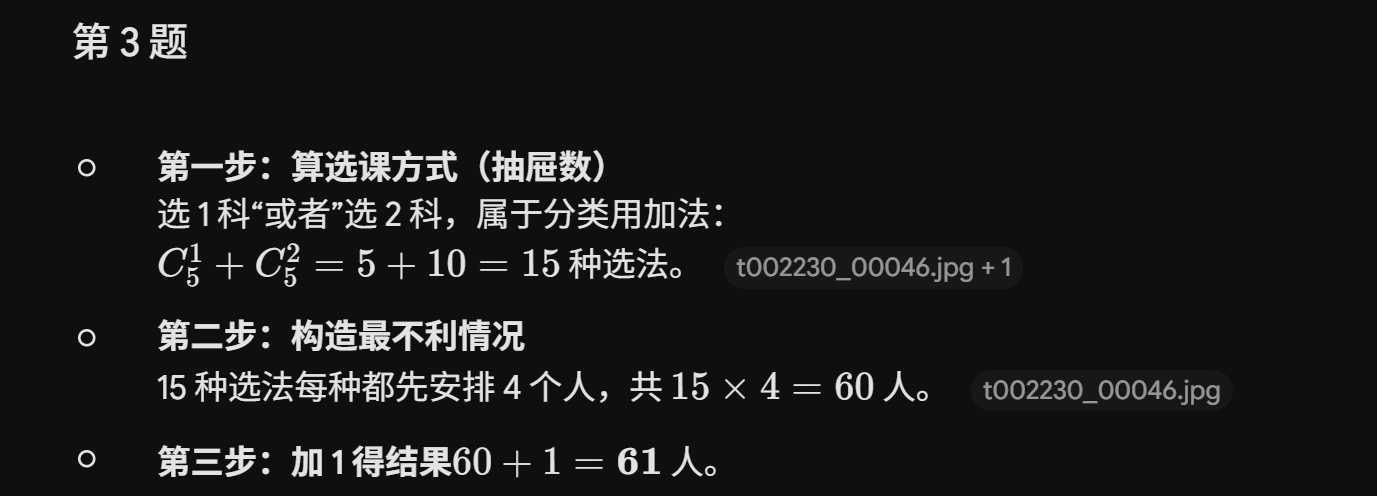 第 3 题
第一步：算选课方式（抽屉数）
选 1 科“或者”选 2 科，属于分类用加法：
C_5^1 + C_5^2 = 5 + 10 = 15 种选法。 t002230_00046.jpg + 1
第二步：构造最不利情况
15 种选法每种都先安排 4 个人，共 15 × 4 = 60 人。 t002230_00046.jpg
第三步：加 1 得结果60 + 1 = 61 人。